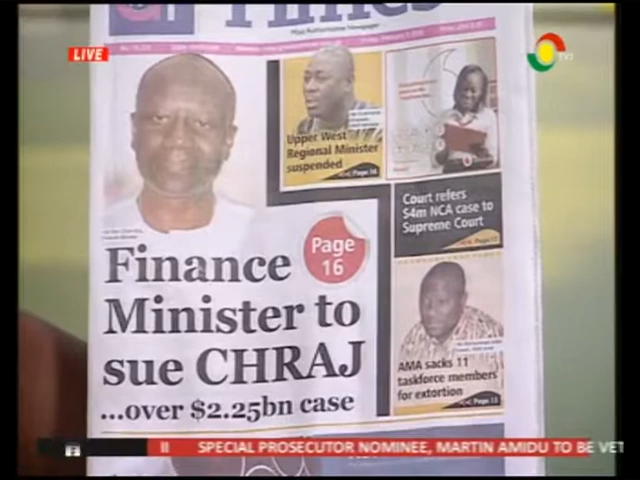 Times
LIVE
Upper West
Regional Minister
suspended
Page
16
Finance
Minister to
sue CHRAJ
...over $2.25bn case
Court refers
$4m NCA case to
Supreme Court
AMA sacks 11
taskforce members
for extortion
SPECIAL PROSECUTOR NOMINEE, MARTIN AMIDU TO BE VET